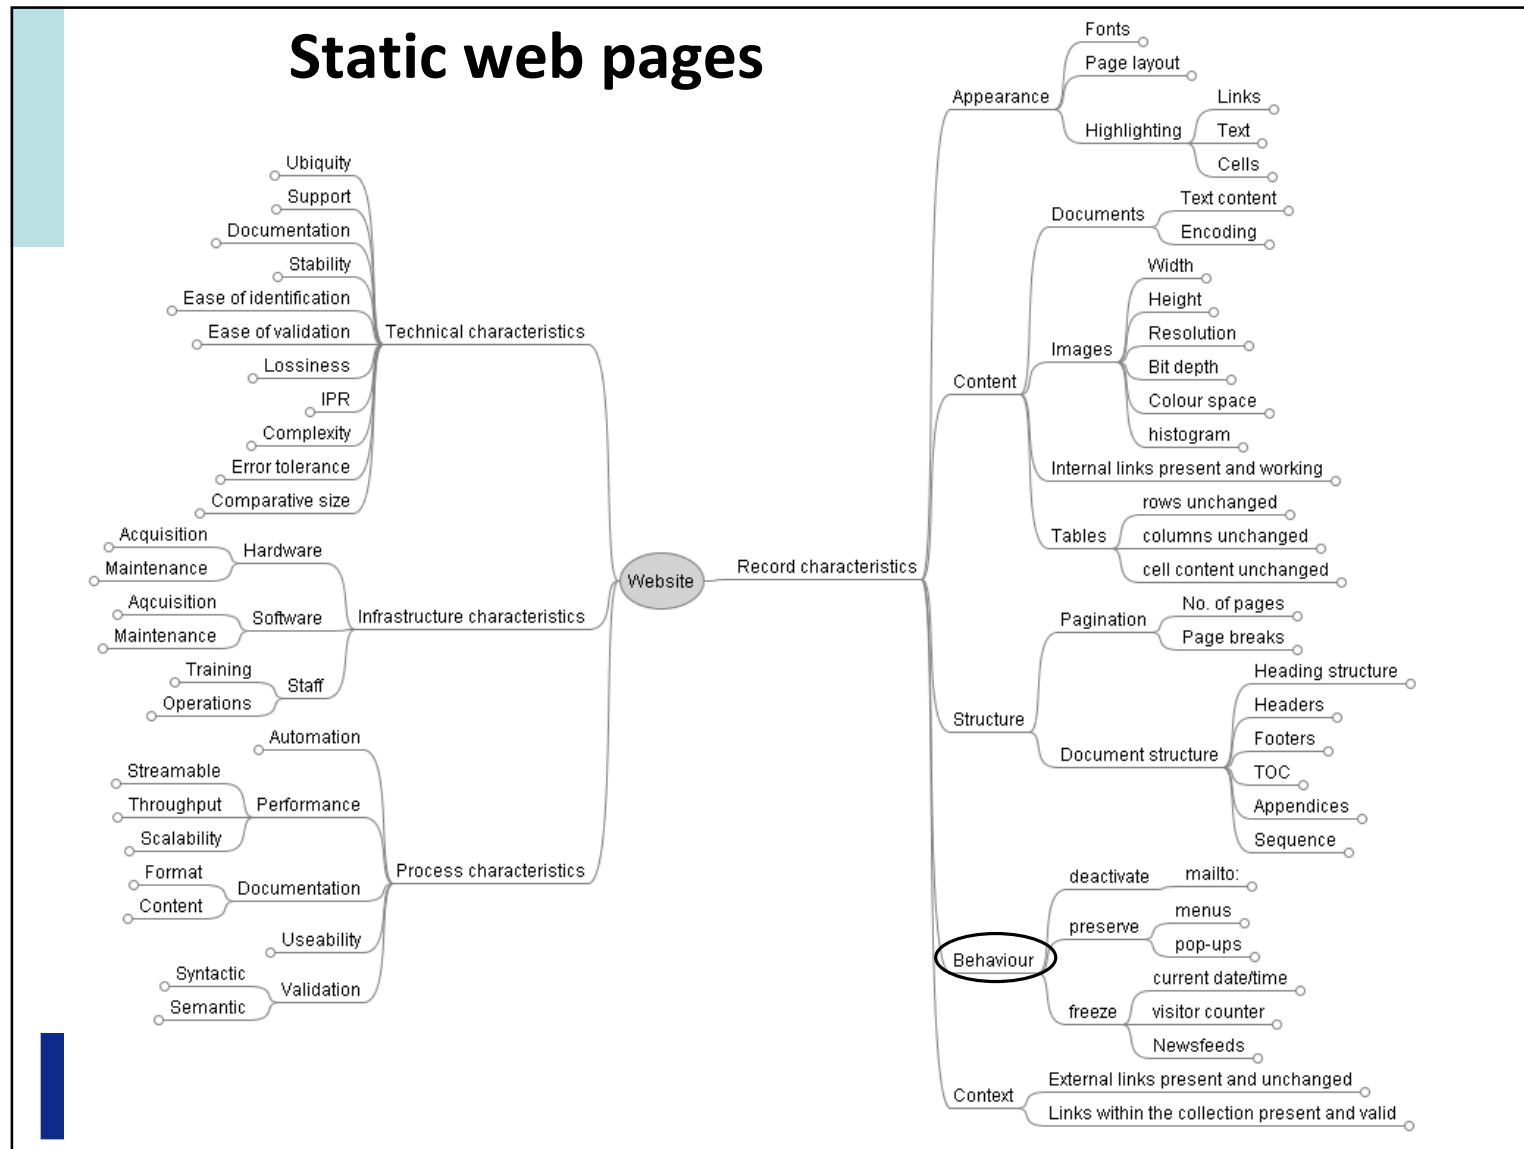 Static web pages
Ubiquity
Support
Documentation
Stability
Ease of identification
Ease of validation
Lossiness
IPR
Complexity
Error tolerance
Comparative size
Technical characteristics
Acquisition
Maintenance
Hardware
Aqcuisition
Maintenance
Software
Training
Operations
Staff
Infrastructure characteristics
Automation
Streamable
Throughput
Scalability
Performance
Format
Content
Documentation
Useability
Syntactic
Semantic
Validation
Process characteristics
Website
Record characteristics
Appearance
Fonts
Page layout
Highlighting
Links
Text
Cells
Content
Documents
Text content
Encoding
Images
Width
Height
Resolution
Bit depth
Colour space
histogram
Internal links present and working
Tables
rows unchanged
columns unchanged
cell content unchanged
Structure
Pagination
No. of pages
Page breaks
Document structure
Heading structure
Headers
Footers
TOC
Appendices
Sequence
Behaviour
deactivate
mailto:
preserve
menus
pop-ups
freeze
current date/time
visitor counter
Newsfeeds
Context
External links present and unchanged
Links within the collection present and valid